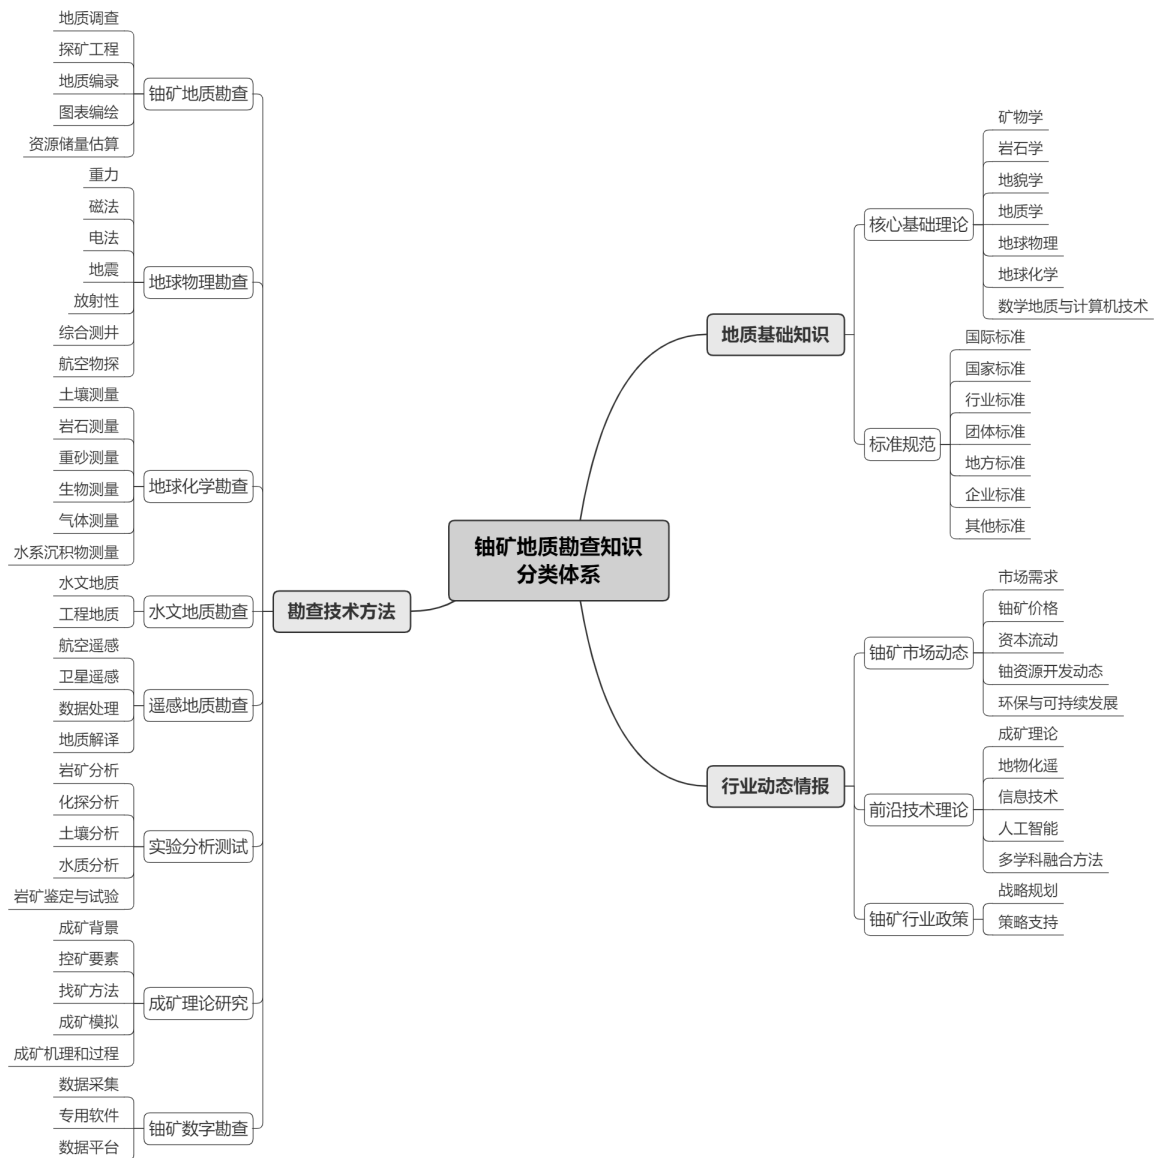 铀矿地质勘查知识
分类体系
地质基础知识
核心基础理论
矿物学
岩石学
地貌学
地质学
地球物理
地球化学
数学地质与计算机技术
标准规范
国际标准
国家标准
行业标准
团体标准
地方标准
企业标准
其他标准
行业动态情报
铀矿市场动态
市场需求
铀矿价格
资本流动
铀资源开发动态
环保与可持续发展
前沿技术理论
成矿理论
地物化遥
信息技术
人工智能
多学科融合方法
铀矿行业政策
战略规划
策略支持
勘查技术方法
铀矿地质勘查
地质调查
探矿工程
地质编录
图表编绘
资源储量估算
地球物理勘查
重力
磁法
电法
地震
放射性
综合测井
航空物探
地球化学勘查
土壤测量
岩石测量
重砂测量
生物测量
气体测量
水系沉积物测量
水文地质勘查
水文地质
工程地质
遥感地质勘查
航空遥感
卫星遥感
数据处理
地质解译
实验分析测试
岩矿分析
化探分析
土壤分析
水质分析
岩矿鉴定与试验
成矿理论研究
成矿背景
控矿要素
找矿方法
成矿模拟
成矿机理和过程
铀矿数字勘查
数据采集
专用软件
数据平台